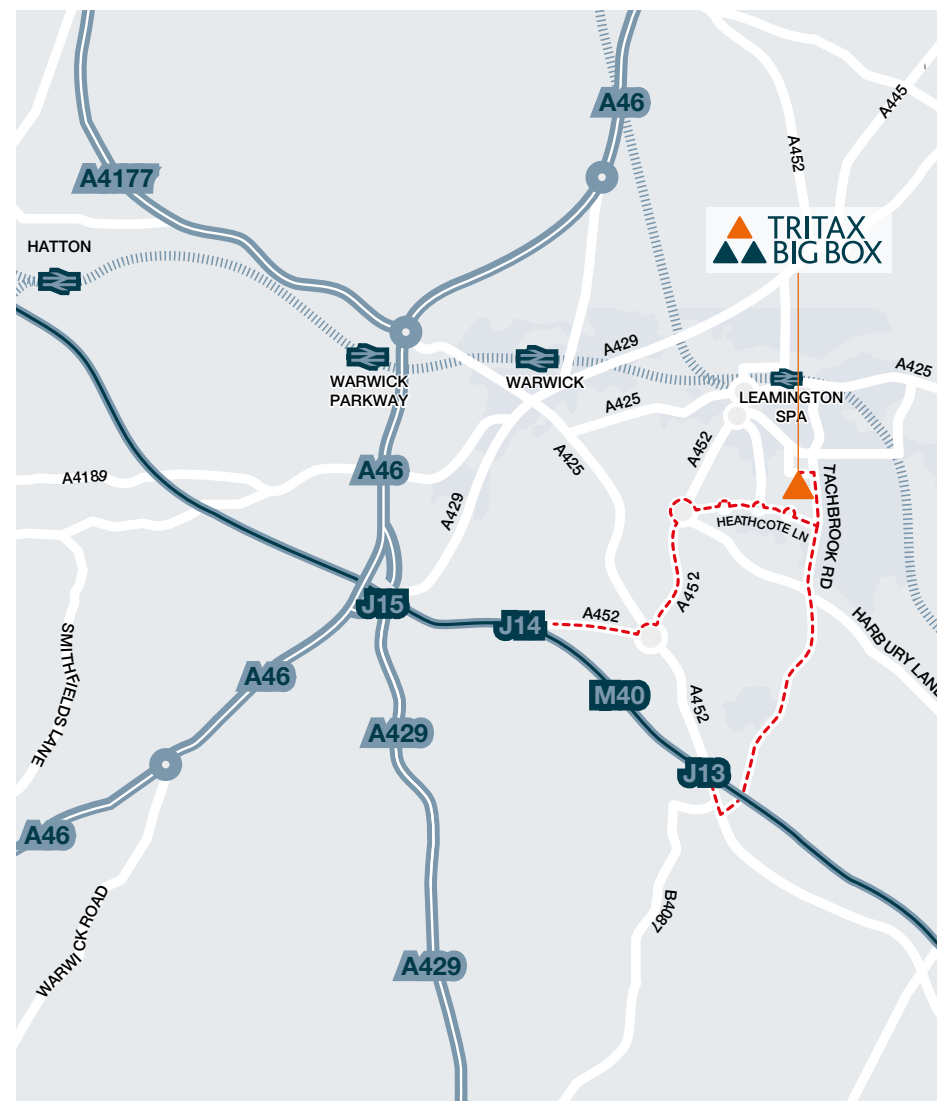 A46
A445
A452
A4177
TRITAX
BIG BOX
HATTON
A429
WARWICK
PARKWAY
WARWICK
A425
LEAMINGTON
SPA
A425
A452
A46
A4189
A425
A429
TACHBROOK RD
HEATHCOTE LN
A452
J15
A452
J14
HARBURY LANE
SMITHFIELDS LANE
A46
M40
A452
A429
J13
A46
B4087
WARWICK ROAD
A429